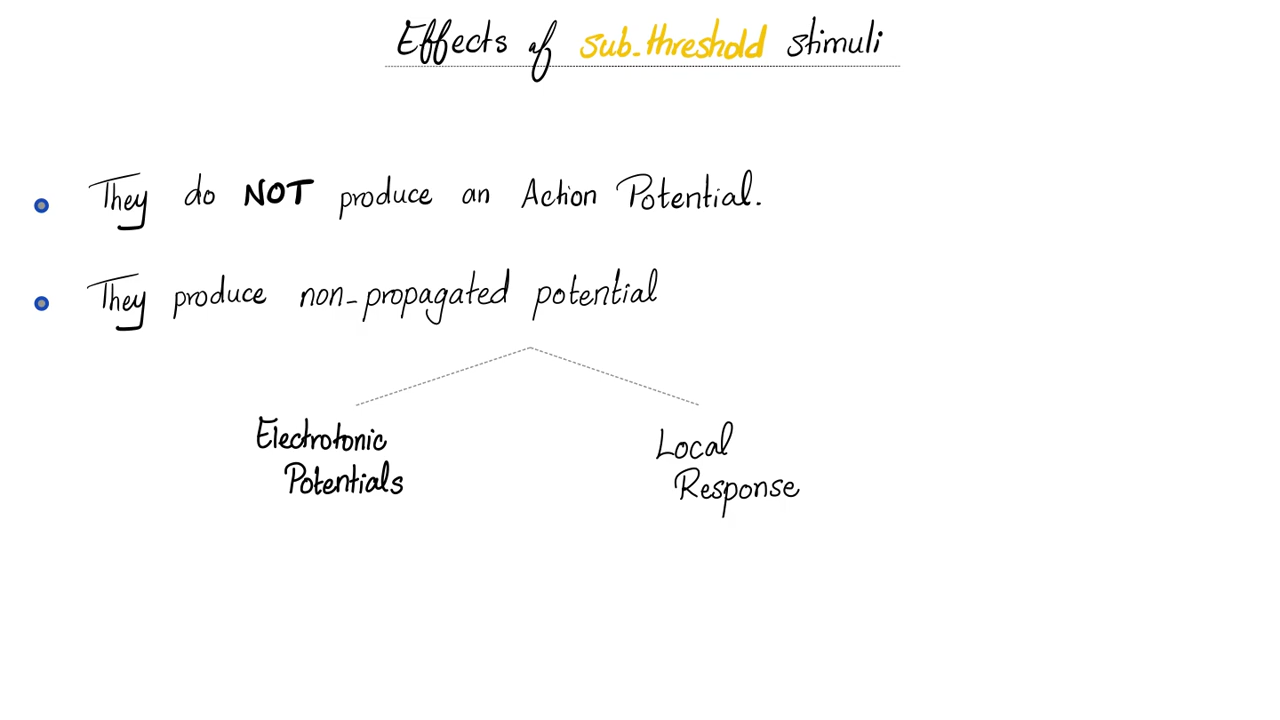 Effects of sub-threshold stimuli
They do NOT produce an Action Potential.
They produce non-propagated potential
Electrotonic
Potentials
Local
Response